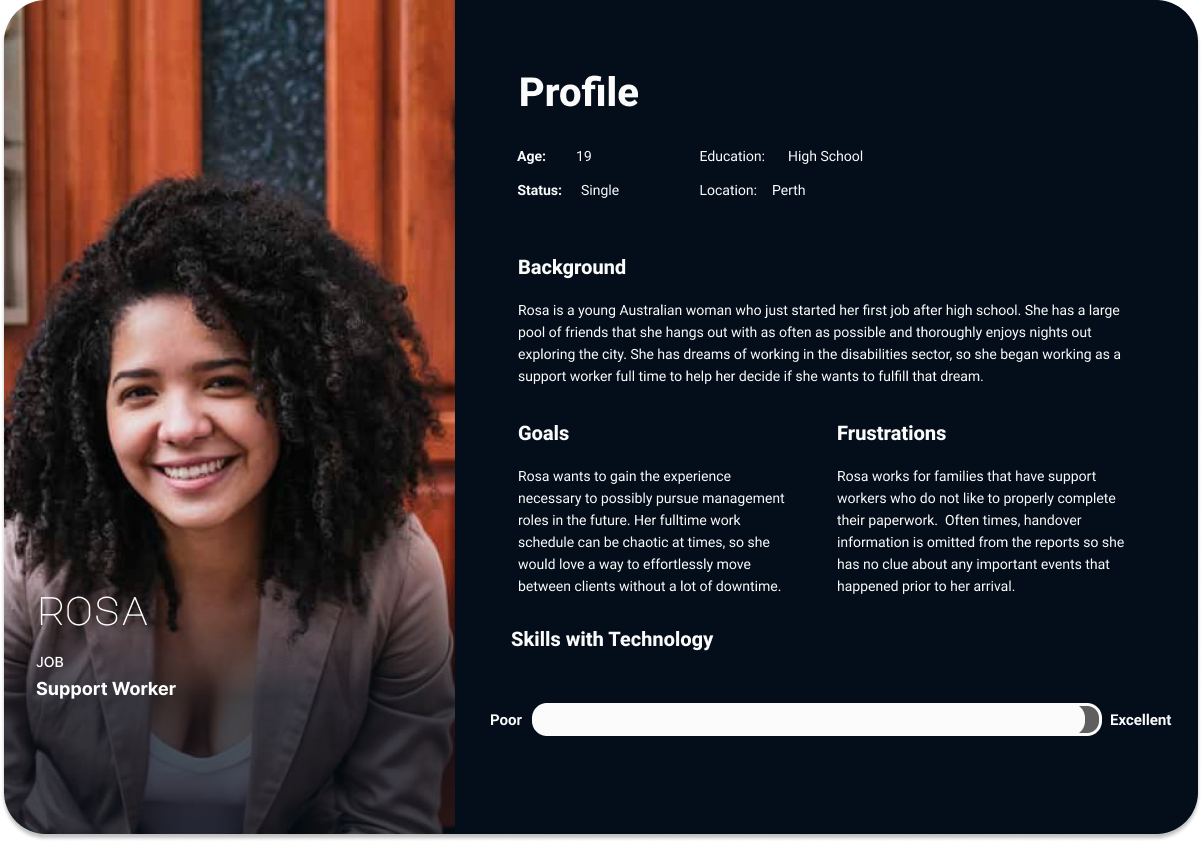 Profile
Age: 19 Education: High School
Status: Single Location: Perth
Background
Rosa is a young Australian woman who just started her first job after high school. She has a large
pool of friends that she hangs out with as often as possible and thoroughly enjoys nights out
exploring the city. She has dreams of working in the disabilities sector, so she began working as a
support worker full time to help her decide if she wants to fulfill that dream.
Goals
Rosa wants to gain the experience
necessary to possibly pursue management
roles in the future. Her fulltime work
schedule can be chaotic at times, so she
would love a way to effortlessly move
between clients without a lot of downtime.
Frustrations
Rosa works for families that have support
workers who do not like to properly complete
their paperwork.  Often times, handover
information is omitted from the reports so she
has no clue about any important events that
happened prior to her arrival.
ROSA
JOB
Support Worker
Skills with Technology
Poor Excellent